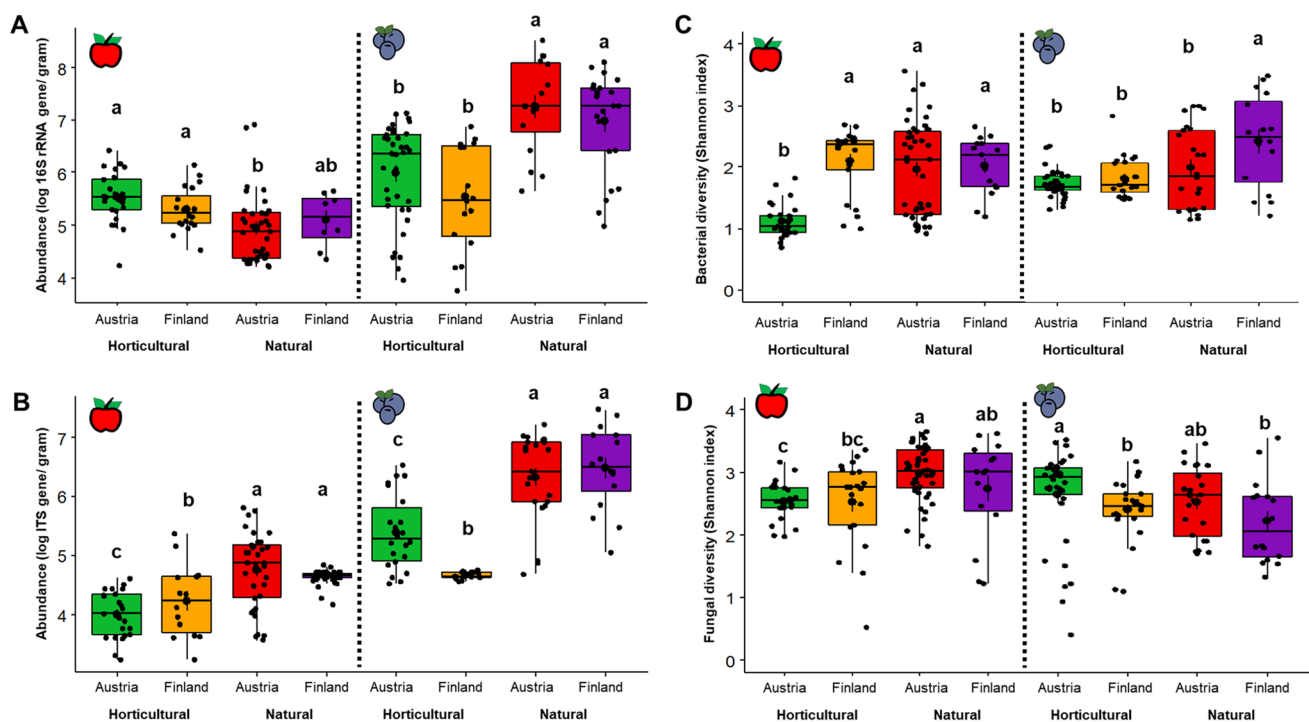 A
Abundance (log 16S rRNA gene/ gram)
8
7
6
5
4
a
a
b
ab
b
b
a
a
Austria Finland Austria Finland Austria Finland Austria Finland
Horticultural Natural Horticultural Natural
B
Abundance (log ITS gene/ gram)
7
6
5
4
c
b
a
a
c
b
a
a
Austria Finland Austria Finland Austria Finland Austria Finland
Horticultural Natural Horticultural Natural
C
Bacterial diversity (Shannon index)
4
3
2
1
0
b
a
a
a
b
b
b
a
Austria Finland Austria Finland Austria Finland Austria Finland
Horticultural Natural Horticultural Natural
D
Fungal diversity (Shannon index)
4
3
2
1
0
c
bc
a
ab
a
b
ab
b
Austria Finland Austria Finland Austria Finland Austria Finland
Horticultural Natural Horticultural Natural